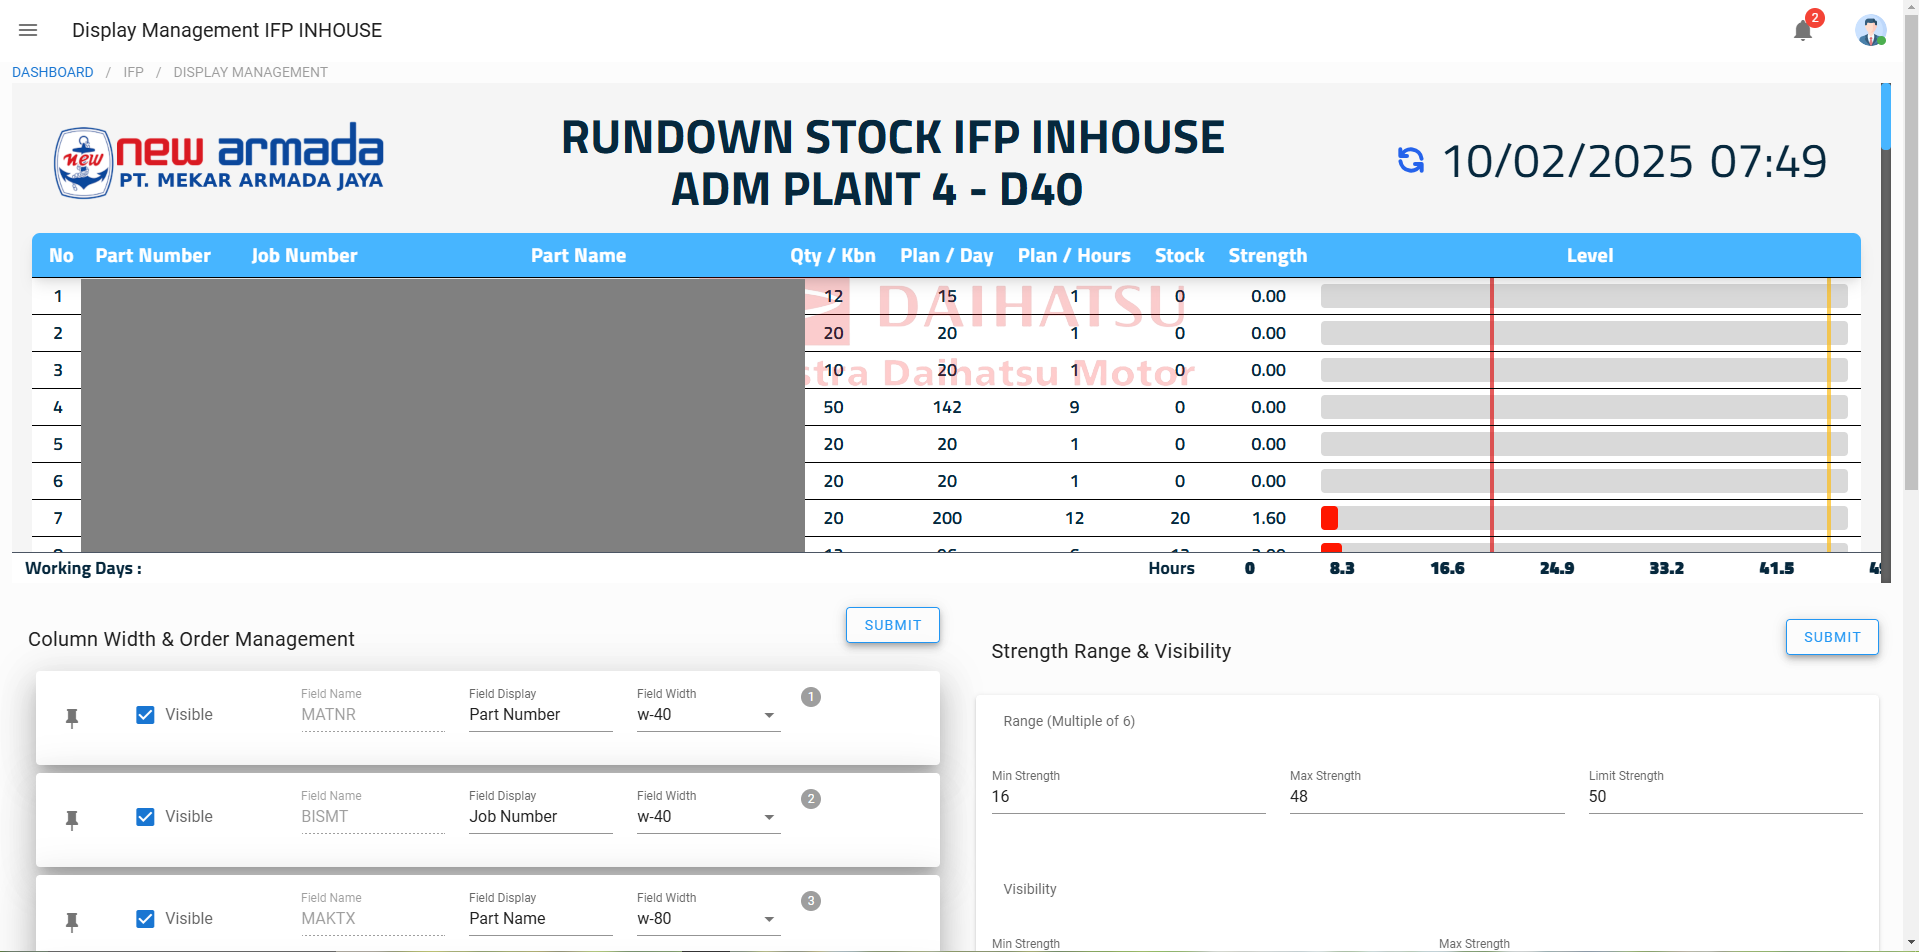 Display Management IFP INHOUSE
2
DASHBOARD / IFP / DISPLAY MANAGEMENT
new
new armada
PT. MEKAR ARMADA JAYA
RUNDOWN STOCK IFP INHOUSE
ADM PLANT 4 - D40
10/02/2025 07:49
No Part Number Job Number Part Name Qty / Kbn Plan / Day Plan / Hours Stock Strength Level
DAIHATSU
Daihatsu Motor
1 12 15 1 0 0.00
2 20 20 1 0 0.00
3 10 20 1 0 0.00
4 50 142 9 0 0.00
5 20 20 1 0 0.00
6 20 20 1 0 0.00
7 20 200 12 20 1.60
Working Days : Hours 0 8.3 16.6 24.9 33.2 41.5
Column Width & Order Management
SUBMIT
Visible
Field Name
MATNR
Field Display
Part Number
Field Width
w-40
1
Visible
Field Name
BISMT
Field Display
Job Number
Field Width
w-40
2
Visible
Field Name
MAKTX
Field Display
Part Name
Field Width
w-80
3
Strength Range & Visibility
SUBMIT
Range (Multiple of 6)
Min Strength
16
Max Strength
48
Limit Strength
50
Visibility
Min Strength
Max Strength